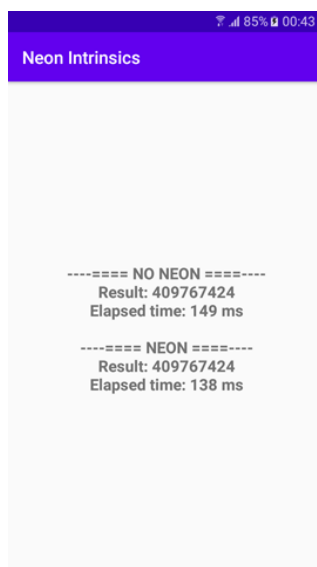 85% 00:43
Neon Intrinsics
----==== NO NEON ====----
Result: 409767424
Elapsed time: 149 ms
----==== NEON ====----
Result: 409767424
Elapsed time: 138 ms